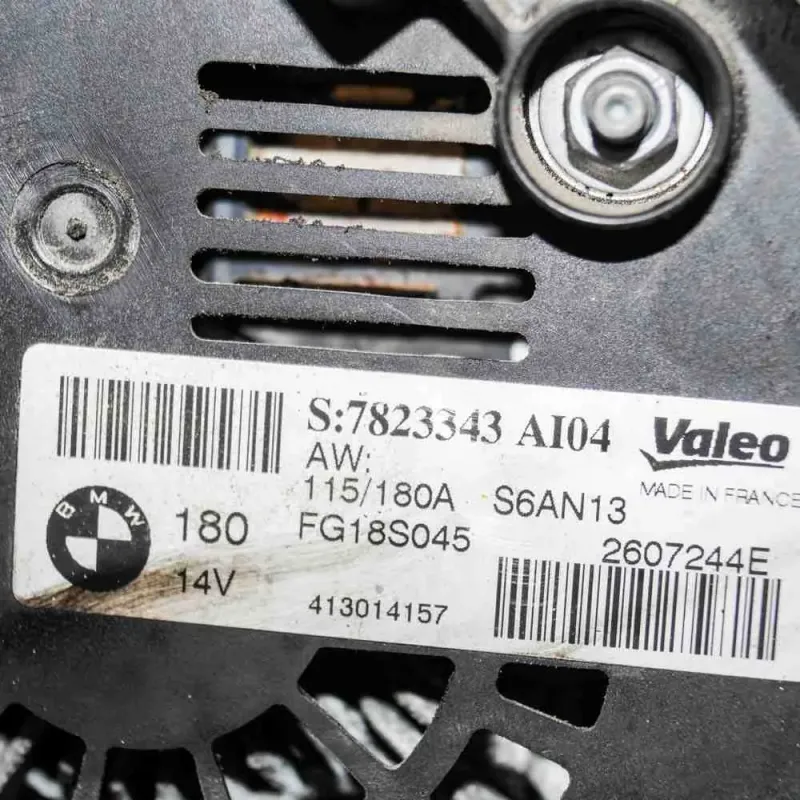 S:7823343 AI04
Valeo
AW:
115/180A S6AN13
MADE IN FRANCE
BMW
180
FG18S045
2607244E
14V
413014157